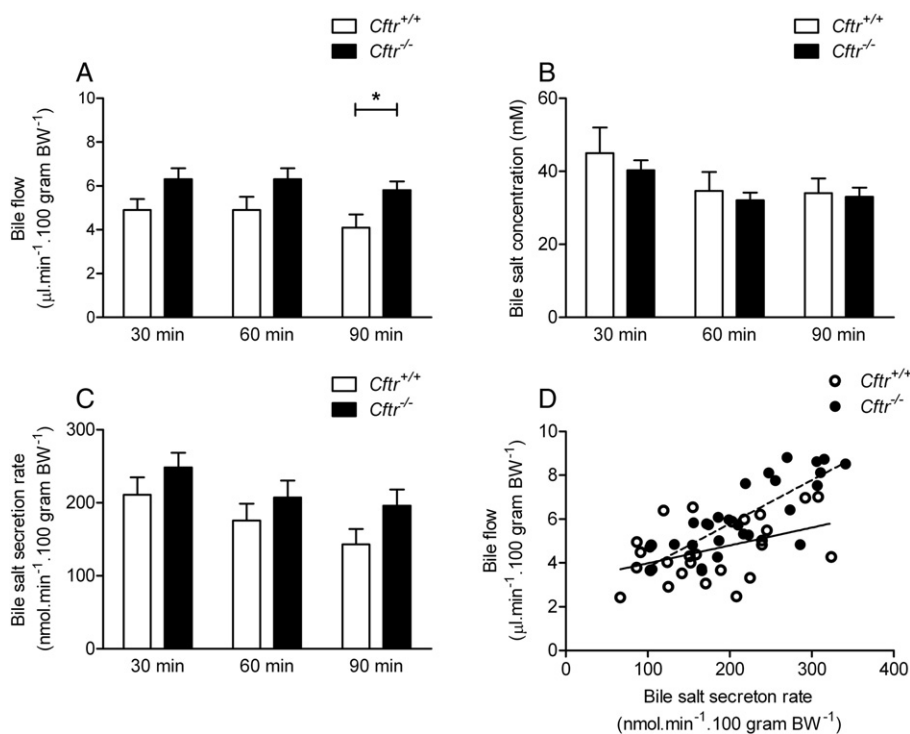 Cftr+/+
Cftr-/-
A
Bile flow
(µl.min-1.100 gram BW-1)
10
8
6
4
2
0
*
30 min
60 min
90 min
Cftr+/+
Cftr-/-
B
Bile salt concentration (mM)
60
40
20
0
30 min
60 min
90 min
Cftr+/+
Cftr-/-
C
Bile salt secretion rate
(nmol.min-1.100 gram BW-1)
300
200
100
0
30 min
60 min
90 min
Cftr+/+
Cftr-/-
D
Bile flow
(µl.min-1.100 gram BW-1)
10
8
6
4
2
0
0
100
200
300
400
Bile salt secreton rate
(nmol.min-1.100 gram BW-1)